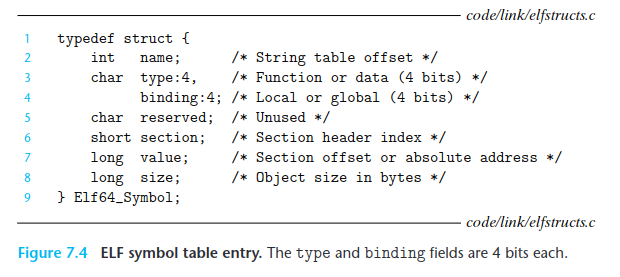 code/link/elfstructs.c
1 typedef struct {
2 int name; /* String table offset */
3 char type:4, /* Function or data (4 bits) */
4 binding:4; /* Local or global (4 bits) */
5 char reserved; /* Unused */
6 short section; /* Section header index */
7 long value; /* Section offset or absolute address */
8 long size; /* Object size in bytes */
9 } Elf64_Symbol;
code/link/elfstructs.c
Figure 7.4 ELF symbol table entry. The type and binding fields are 4 bits each.